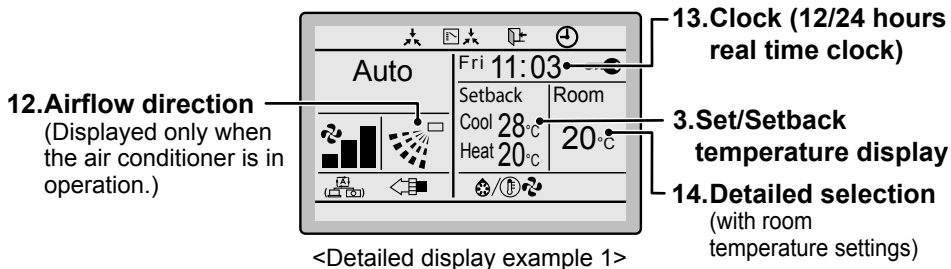 13.Clock (12/24 hours
real time clock)
Auto
Fri 11:03
12.Airflow direction
(Displayed only when
the air conditioner is in
operation.)
Setback
Cool 28°C
Heat 20°C
Room
20°C
3.Set/Setback
temperature display
14.Detailed selection
(with room
temperature settings)
<Detailed display example 1>